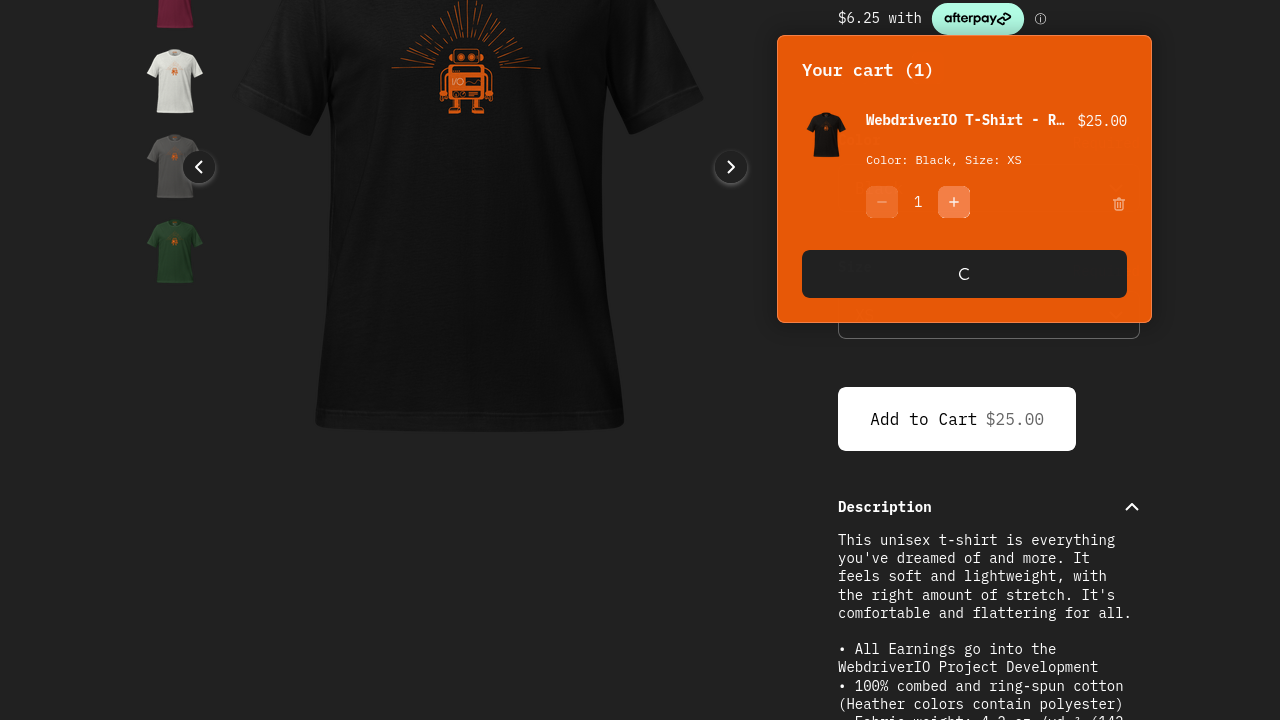 $6.25 with afterpay
Your cart (1)
WebdriverIO T-Shirt - R… $25.00
Color: Black, Size: XS
1
Add to Cart $25.00
Description
This unisex t-shirt is everything
you've dreamed of and more. It
feels soft and lightweight, with
the right amount of stretch. It's
comfortable and flattering for all.
• All Earnings go into the
WebdriverIO Project Development
• 100% combed and ring-spun cotton
(Heather colors contain polyester)
I/O